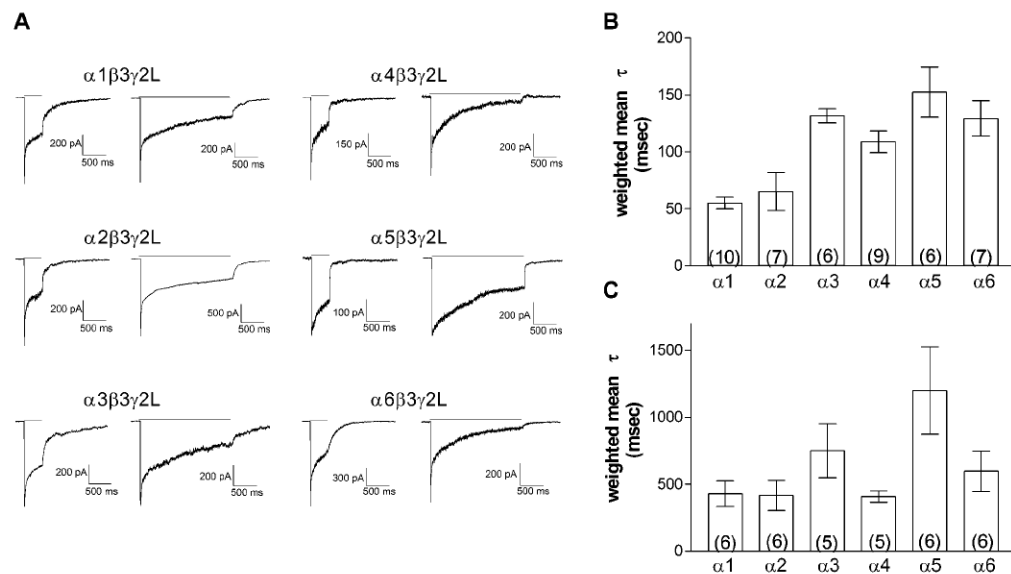 A
α1β3γ2L
200 pA
500 ms
200 pA
500 ms
α4β3γ2L
150 pA
500 ms
200 pA
500 ms
α2β3γ2L
200 pA
500 ms
500 pA
500 ms
α5β3γ2L
100 pA
500 ms
200 pA
500 ms
α3β3γ2L
200 pA
500 ms
200 pA
500 ms
α6β3γ2L
300 pA
500 ms
200 pA
500 ms
B
weighted mean τ
(msec)
200
150
100
50
0
(10) (7) (6) (9) (6) (7)
α1 α2 α3 α4 α5 α6
C
weighted mean τ
(msec)
1500
1000
500
0
(6) (6) (5) (5) (6) (6)
α1 α2 α3 α4 α5 α6